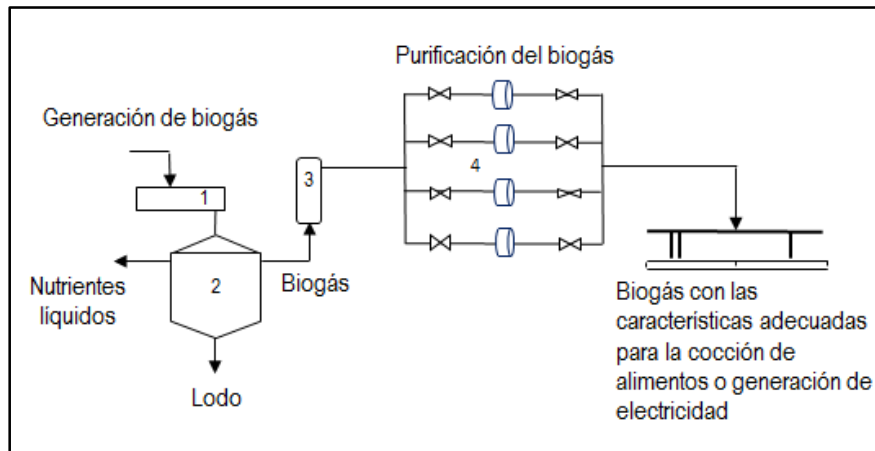 Purificación del biogás
Generación de biogás
1
3
4
2
Nutrientes
líquidos
Biogás
Lodo
Biogás con las
características adecuadas
para la cocción de
alimentos o generación de
electricidad